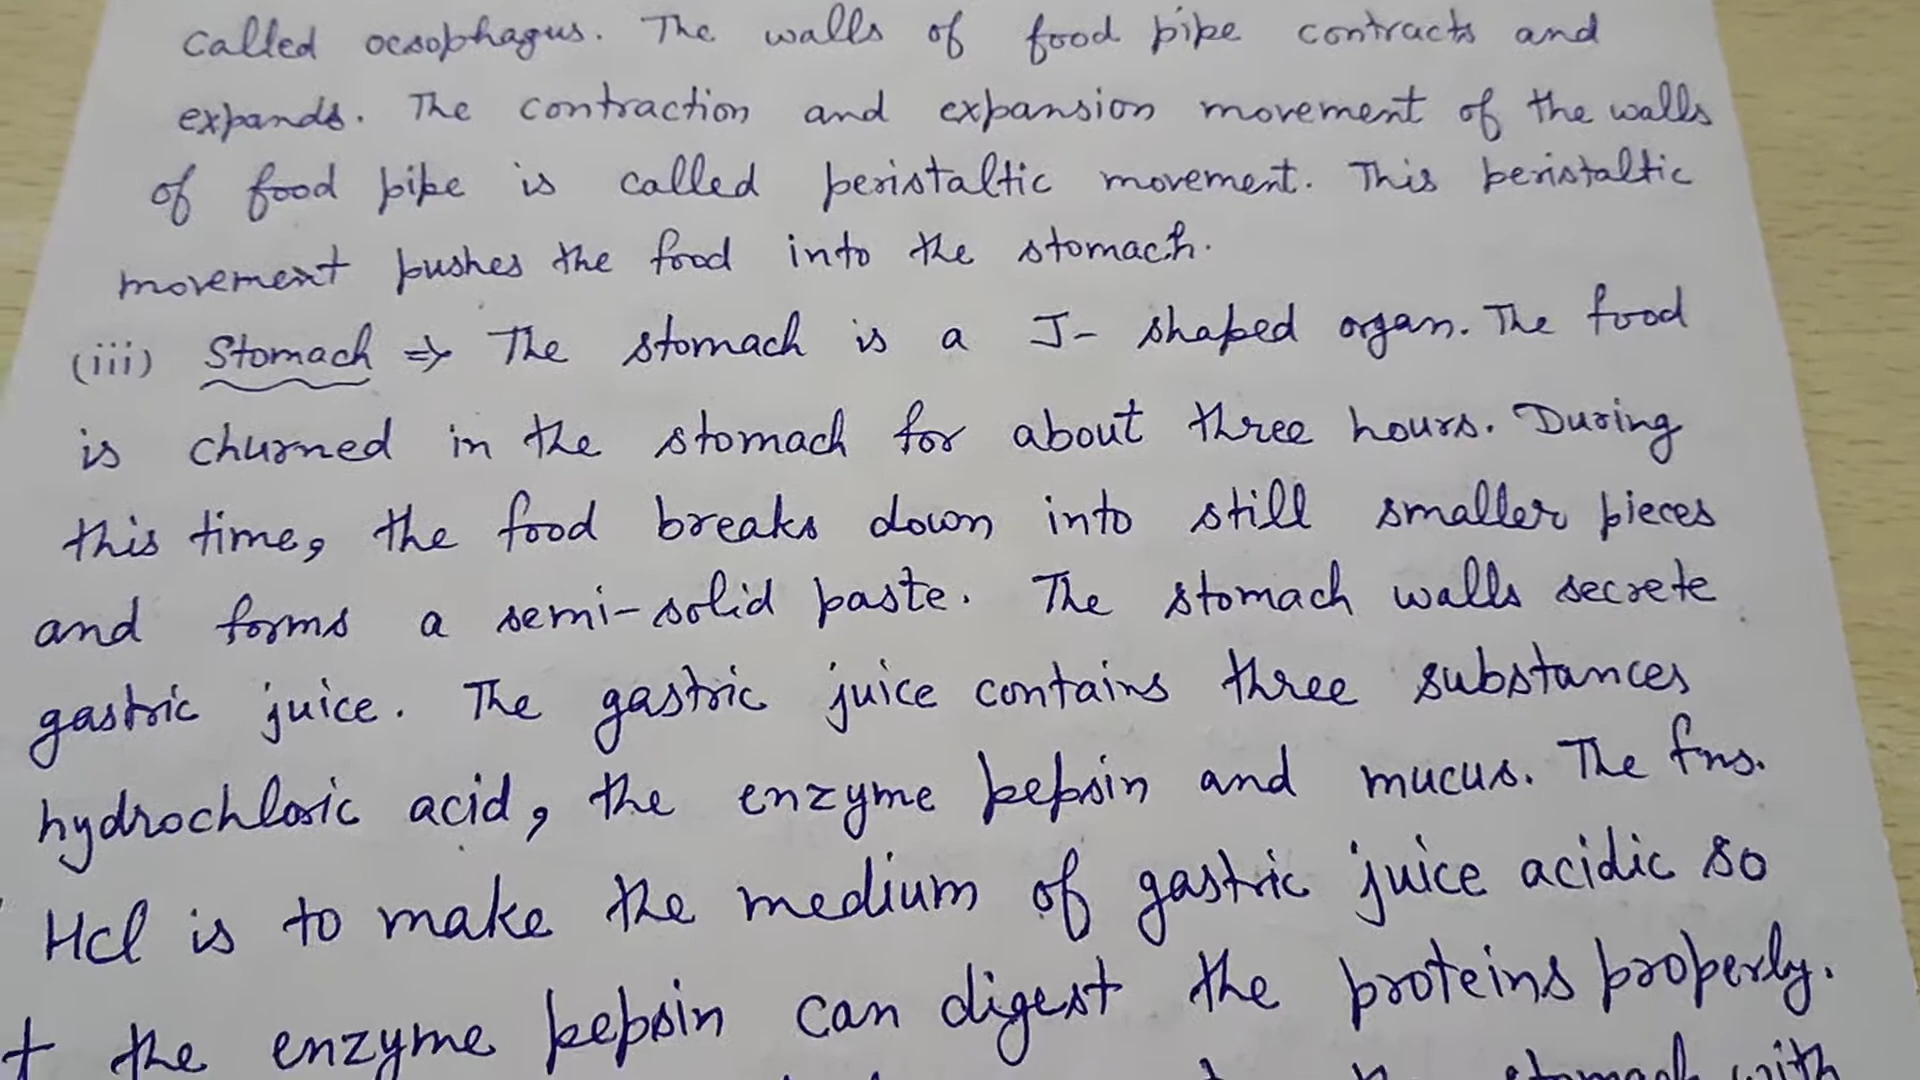 called oesophagus. The walls of food pipe contracts and
expands. The contraction and expansion movement of the walls
of food pipe is called peristaltic movement. This peristaltic
movement pushes the food into the stomach.
(iii) Stomach ⇒ The stomach is a J- shaped organ. The food
is churned in the stomach for about three hours. During
this time, the food breaks down into still smaller pieces
and forms a semi-solid paste. The stomach walls secrete
gastric juice. The gastric juice contains three substances
hydrochloric acid, the enzyme pepsin and mucus. The fns.
Hcl is to make the medium of gastric juice acidic so
t the enzyme pepsin can digest the proteins properly.
stomach with